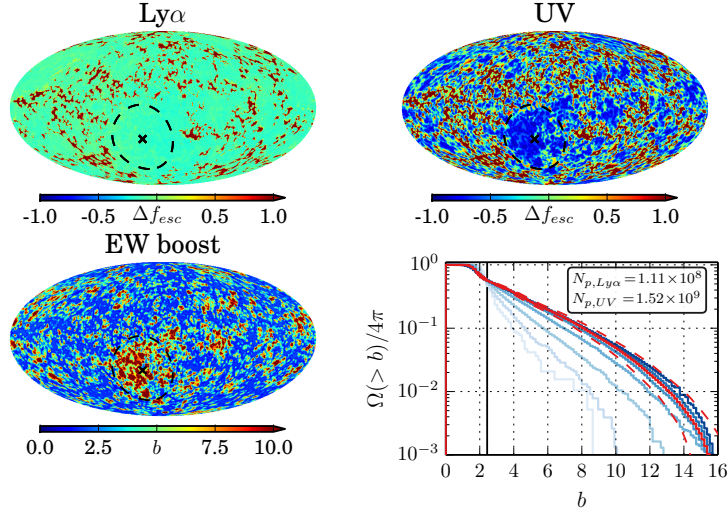 Lyα
UV
-1.0 -0.5 Δf_esc 0.5 1.0
-1.0 -0.5 Δf_esc 0.5 1.0
EW boost
0.0 2.5 b 7.5 10.0
10^0
10^-1
10^-2
10^-3
Ω(> b)/4π
N_p,Lyα=1.11×10^8
N_p,UV=1.52×10^9
0 2 4 6 8 10 12 14 16
b